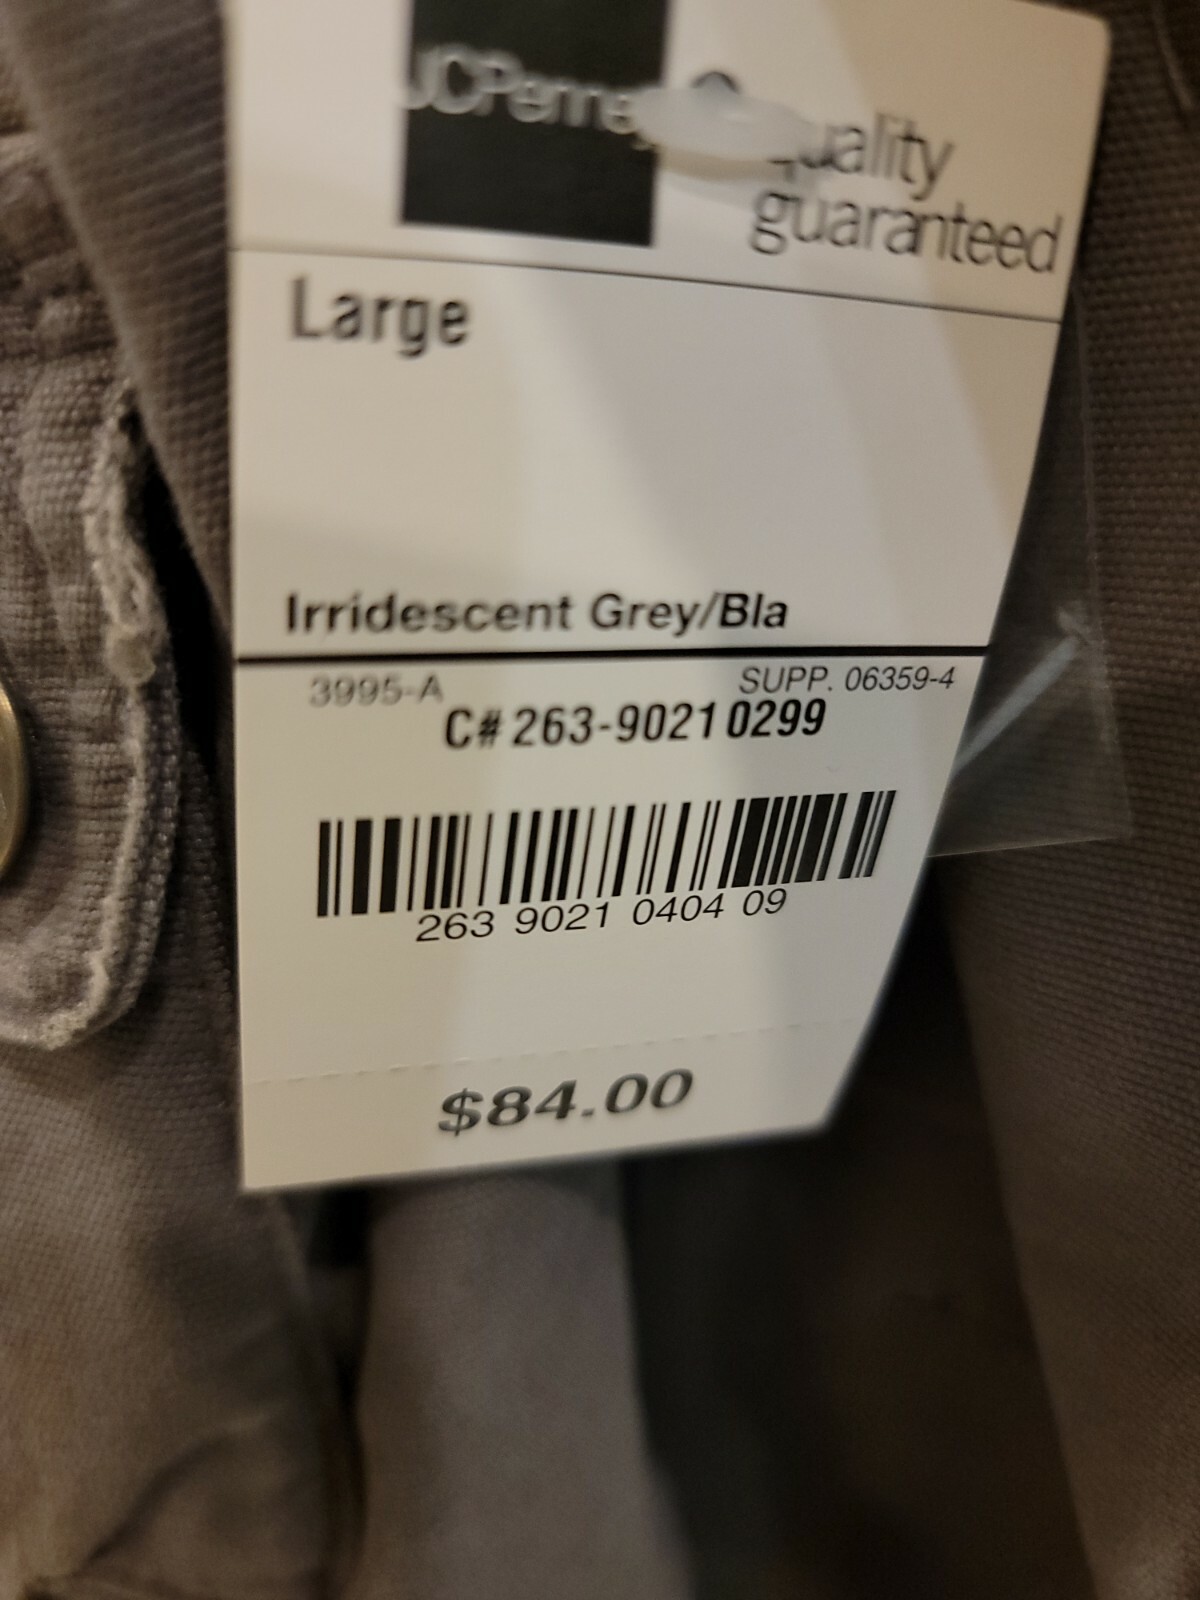 JCPenney
quality
guaranteed
Large
Irridescent Grey/Bla
3995-A SUPP. 06359-4
C# 263-9021 0299
263 9021 0404 09
$84.00